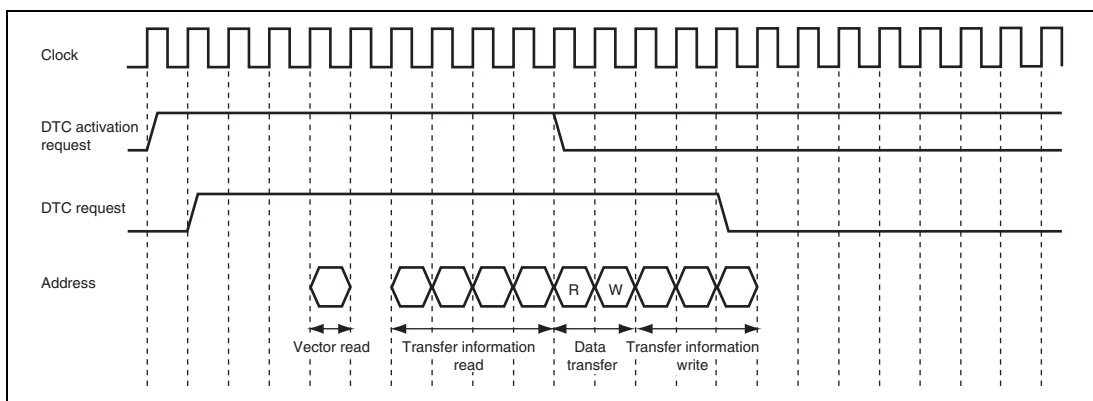 Clock
DTC activation
request
DTC request
Address
R W
Vector read
Transfer information
read
Data
transfer
Transfer information
write